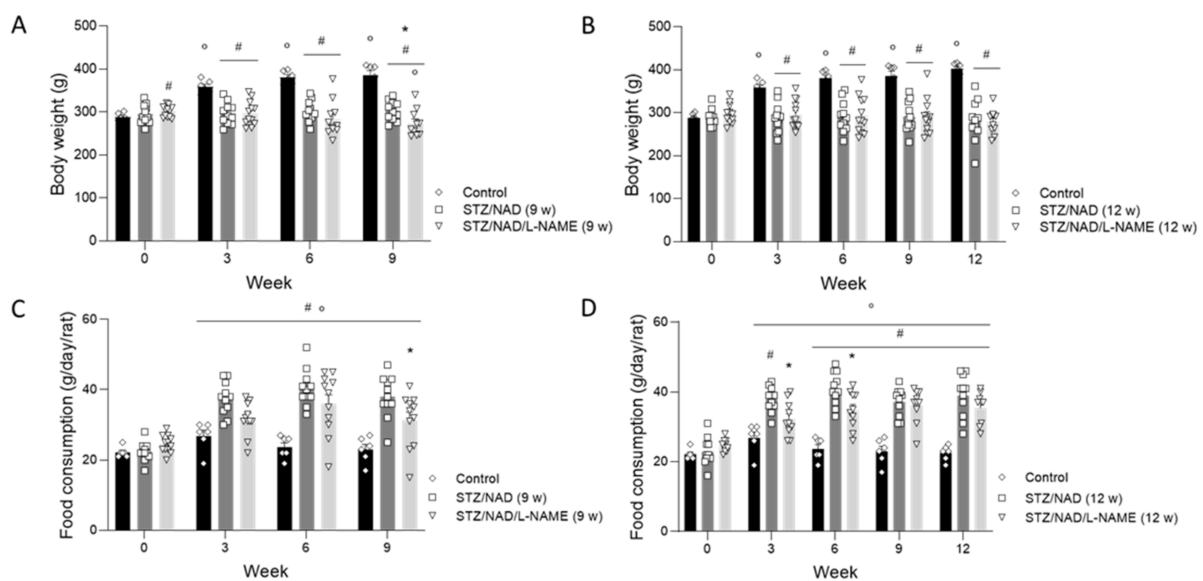 A
Body weight (g)
500
400
300
200
100
0
° # ° # ° * #
# °
0 3 6 9
Week
Control
STZ/NAD (9 w)
STZ/NAD/L-NAME (9 w)
B
Body weight (g)
500
400
300
200
100
0
° # ° # ° # ° #
0 3 6 9 12
Week
Control
STZ/NAD (12 w)
STZ/NAD/L-NAME (12 w)
C
Food consumption (g/day/rat)
60
40
20
0
# °
*
0 3 6 9
Week
Control
STZ/NAD (9 w)
STZ/NAD/L-NAME (9 w)
D
Food consumption (g/day/rat)
60
40
20
0
°
#
# * *
0 3 6 9 12
Week
Control
STZ/NAD (12 w)
STZ/NAD/L-NAME (12 w)